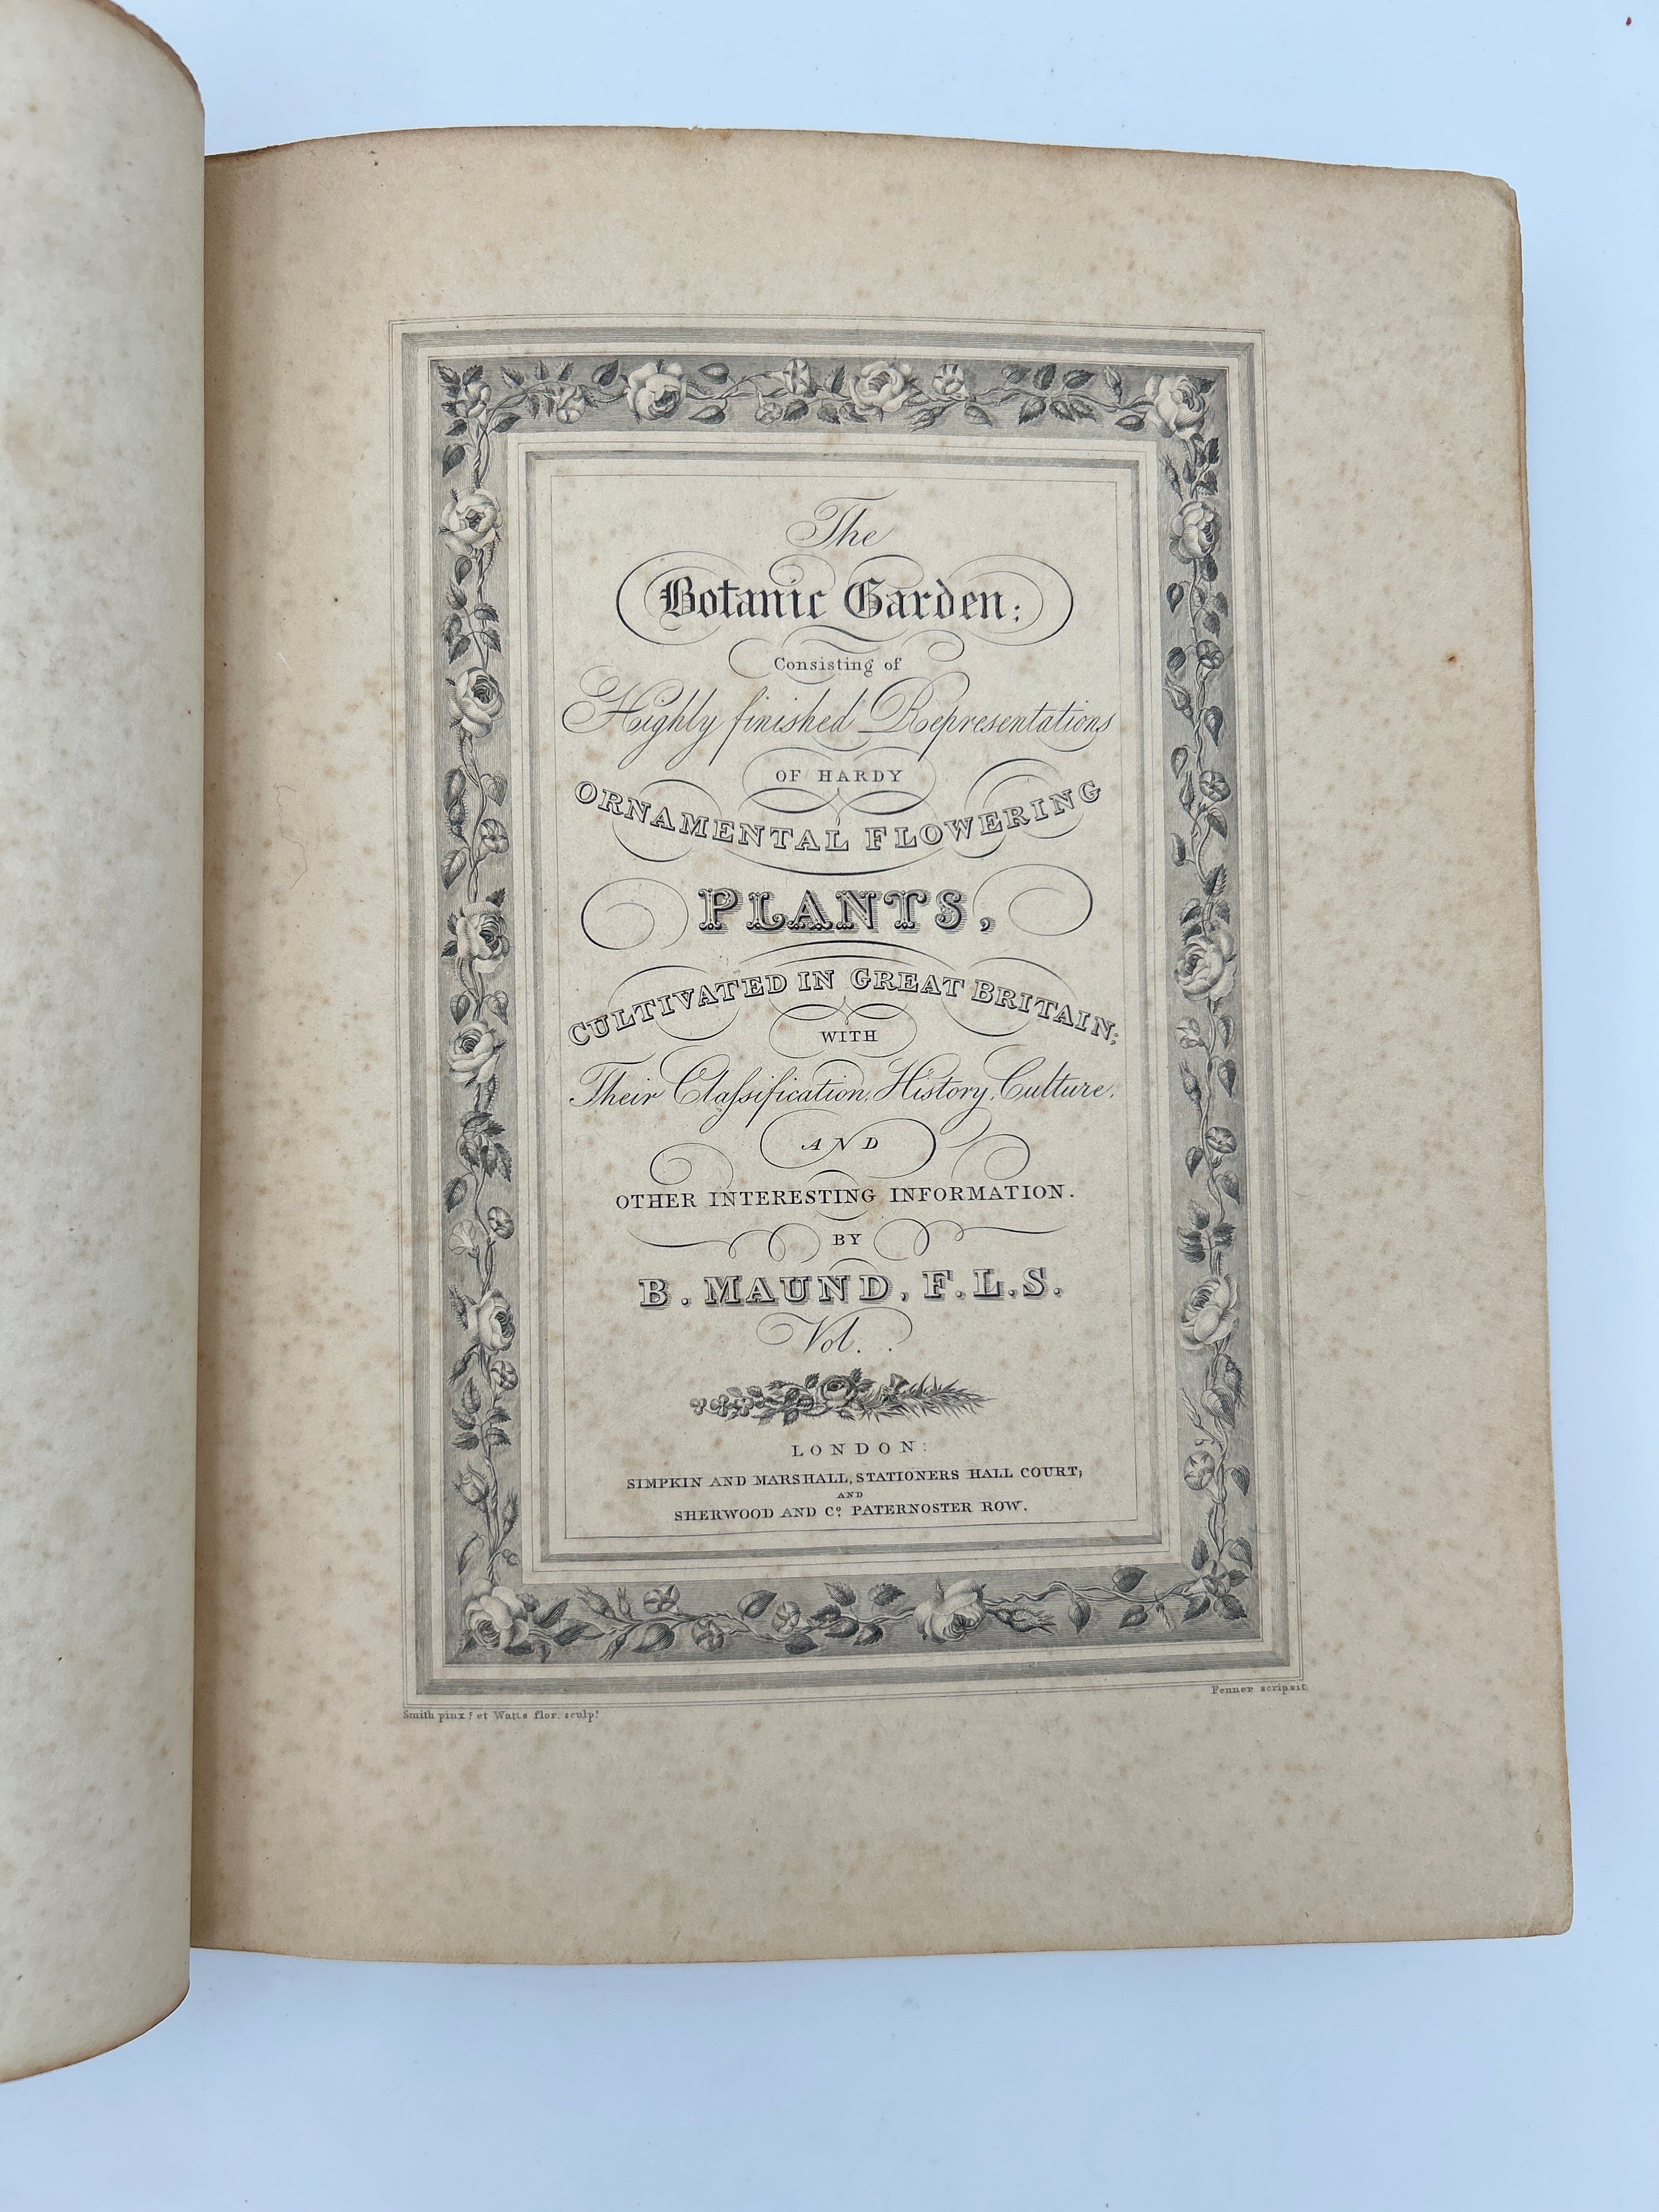 The
Botanic Garden;
Consisting of
Highly finished Representations
OF HARDY
ORNAMENTAL FLOWERING
PLANTS,
CULTIVATED IN GREAT BRITAIN;
WITH
Their Claſsification, History, Culture,
AND
OTHER INTERESTING INFORMATION.
BY
B. MAUND, F.L.S.
Vol. .
LONDON:
SIMPKIN AND MARSHALL, STATIONERS HALL COURT,
AND
SHERWOOD AND Co. PATERNOSTER ROW.
Smith pinxt. et Watts flor. sculpt.
Fenner scripsit.